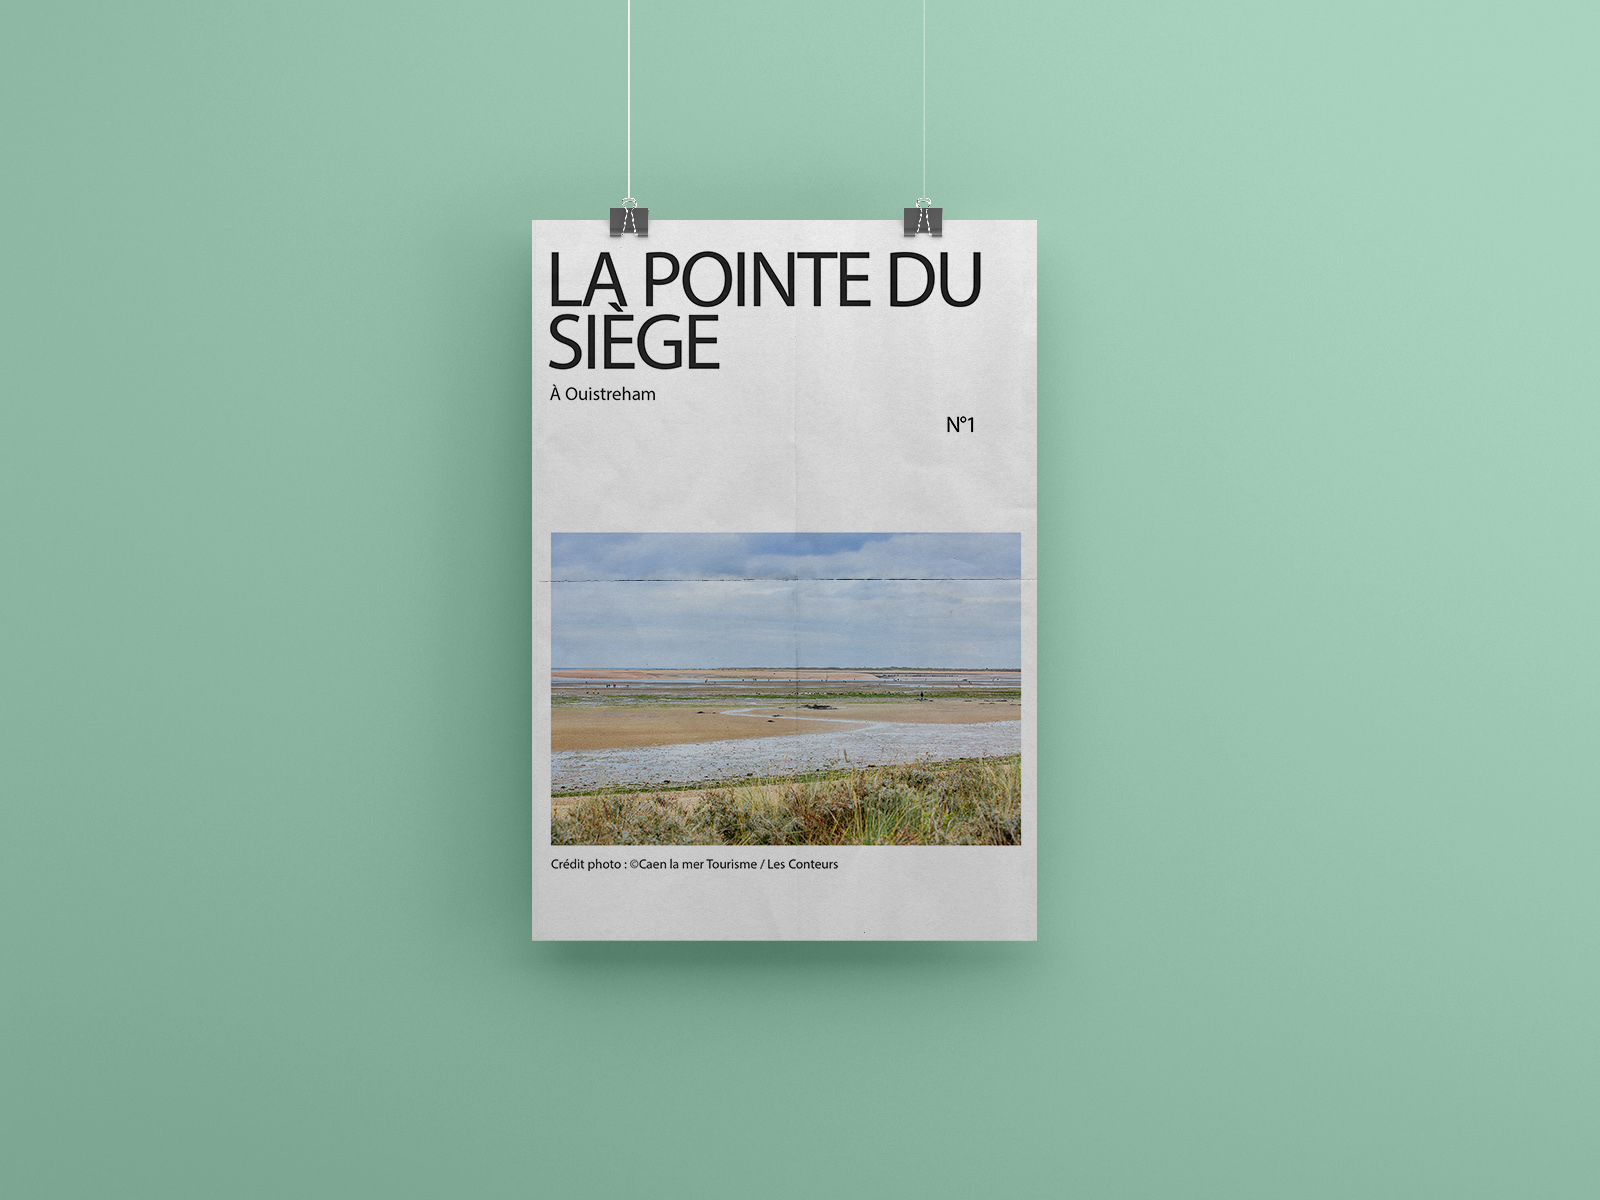 LA POINTE DU
SIÈGE
À Ouistreham
N°1
Crédit photo : ©Caen la mer Tourisme / Les Conteurs